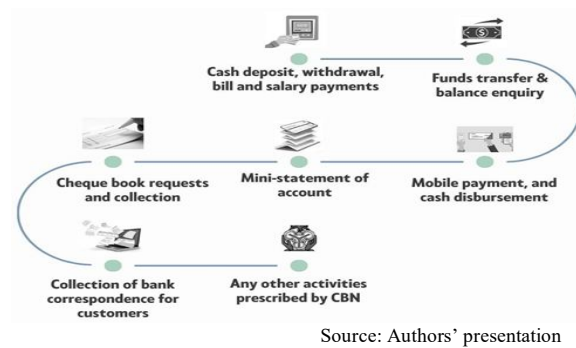 Cash deposit, withdrawal,
bill and salary payments
Funds transfer &
balance enquiry
Mobile payment, and
cash disbursement
Mini-statement of
account
Cheque book requests
and collection
Collection of bank
correspondence for
customers
Any other activities
prescribed by CBN
Source: Authors’ presentation